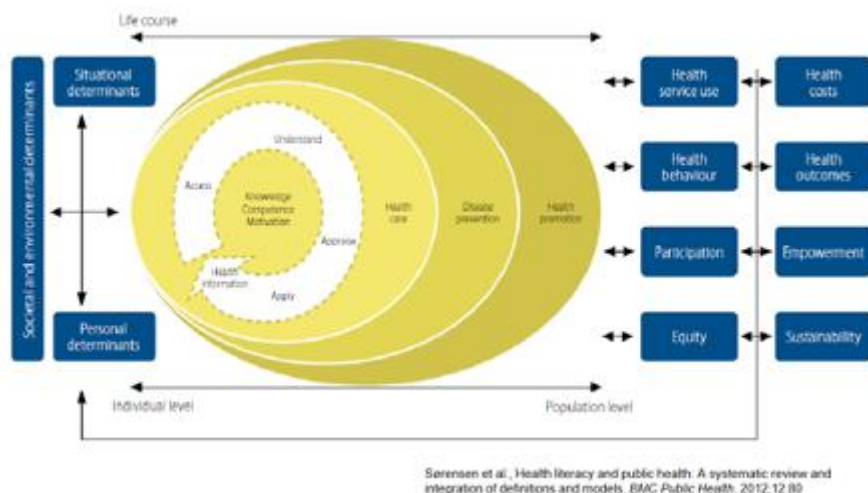 Life course
Societal and environmental determinants
Situational
determinants
Personal
determinants
Understand
Access
Knowledge
Competence
Motivation
Appraise
Health
information
Apply
Health
care
Disease
prevention
Health
promotion
Individual level
Population level
Health
service use
Health
costs
Health
behaviour
Health
outcomes
Participation
Empowerment
Equity
Sustainability
Sørensen et al., Health literacy and public health: A systematic review and
integration of definitions and models. BMC Public Health. 2012:12:80